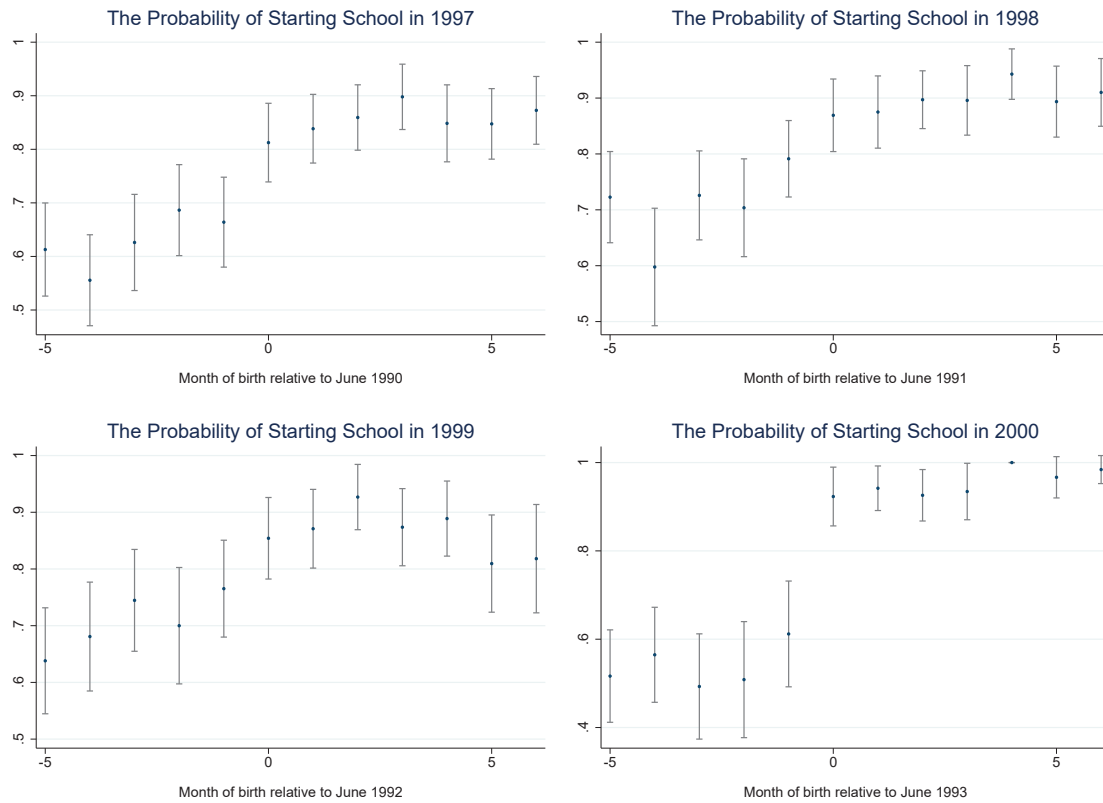 The Probability of Starting School in 1997
1
.9
.8
.7
.6
.5
-5 0 5
Month of birth relative to June 1990
The Probability of Starting School in 1998
1
.9
.8
.7
.6
.5
-5 0 5
Month of birth relative to June 1991
The Probability of Starting School in 1999
1
.9
.8
.7
.6
.5
-5 0 5
Month of birth relative to June 1992
The Probability of Starting School in 2000
1
.8
.6
.4
-5 0 5
Month of birth relative to June 1993